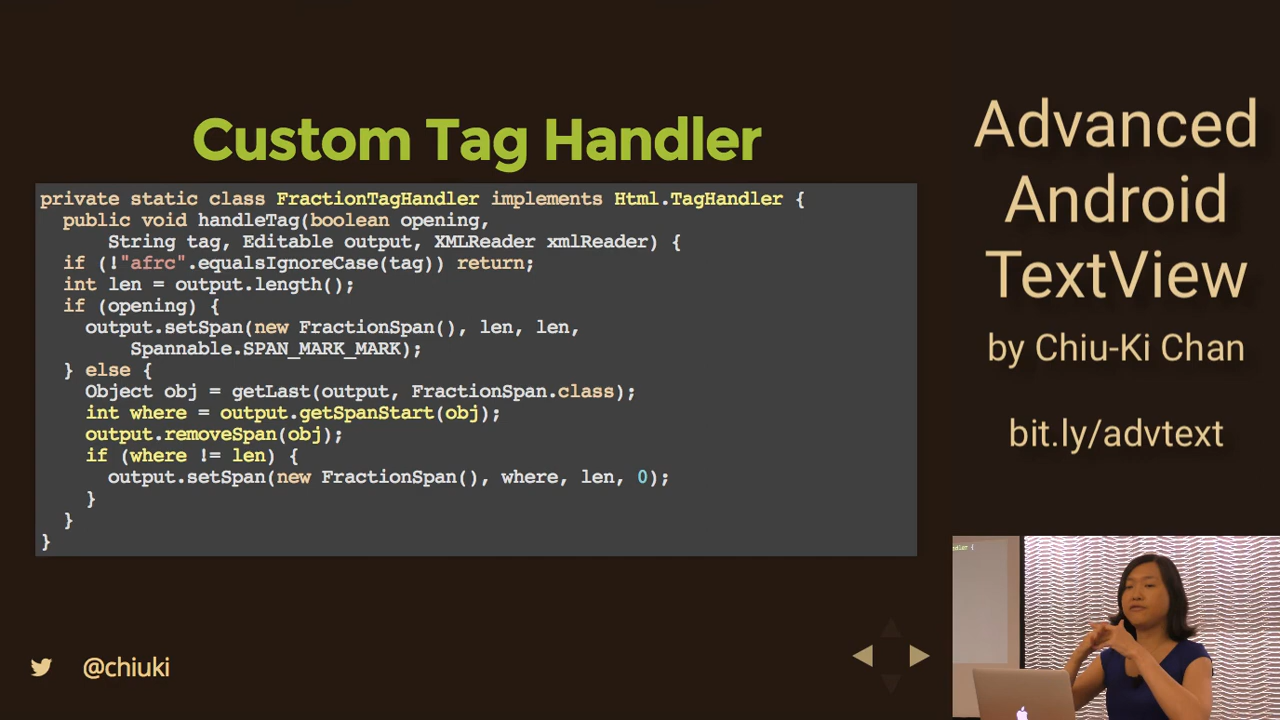 Custom Tag Handler
private static class FractionTagHandler implements Html.TagHandler {
  public void handleTag(boolean opening,
      String tag, Editable output, XMLReader xmlReader) {
  if (!"afrc".equalsIgnoreCase(tag)) return;
  int len = output.length();
  if (opening) {
    output.setSpan(new FractionSpan(), len, len,
        Spannable.SPAN_MARK_MARK);
  } else {
    Object obj = getLast(output, FractionSpan.class);
    int where = output.getSpanStart(obj);
    output.removeSpan(obj);
    if (where != len) {
      output.setSpan(new FractionSpan(), where, len, 0);
    }
  }
}
@chiuki
Advanced
Android
TextView
by Chiu-Ki Chan
bit.ly/advtext